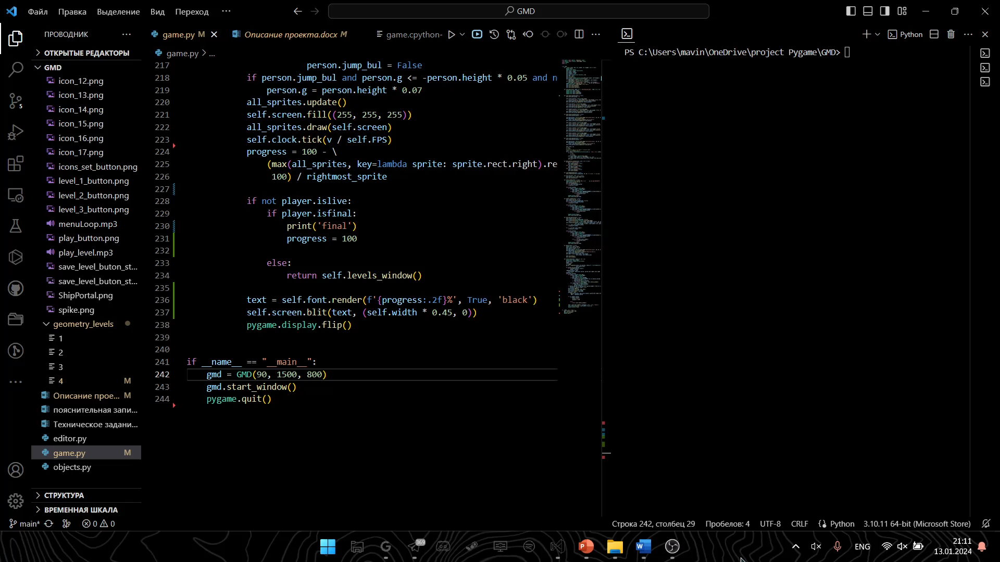 Файл Правка Выделение Вид Переход ···
GMD
ПРОВОДНИК
game.py M
Описание проекта.docx M
game.cpython-
Python
ОТКРЫТЫЕ РЕДАКТОРЫ
GMD
icon_12.png
icon_13.png
icon_14.png
icon_15.png
icon_16.png
icon_17.png
icons_set_button.png
level_1_button.png
level_2_button.png
level_3_button.png
menuLoop.mp3
play_button.png
play_level.mp3
save_level_buton_st...
save_level_buton_st...
ShipPortal.png
spike.png
geometry_levels
1
2
3
4 M
Описание прое... M
пояснительная запи...
Техническое задани...
editor.py
game.py M
objects.py
СТРУКТУРА
ВРЕМЕННАЯ ШКАЛА
5
game.py > ...
217 person.jump_bul = False
218 if person.jump_bul and person.g <= -person.height * 0.05 and n
219 person.g = person.height * 0.07
220 all_sprites.update()
221 self.screen.fill((255, 255, 255))
222 all_sprites.draw(self.screen)
223 self.clock.tick(v / self.FPS)
224 progress = 100 - \
225 (max(all_sprites, key=lambda sprite: sprite.rect.right).re
226 100) / rightmost_sprite
227
228 if not player.islive:
229 if player.isfinal:
230 print('final')
231 progress = 100
232
233 else:
234 return self.levels_window()
235
236 text = self.font.render(f'{progress:.2f}%', True, 'black')
237 self.screen.blit(text, (self.width * 0.45, 0))
238 pygame.display.flip()
239
240
241 if __name__ == "__main__":
242 gmd = GMD(90, 1500, 800)
243 gmd.start_window()
244 pygame.quit()
PS C:\Users\mavin\OneDrive\project Pygame\GMD>
main* 0 0
Строка 242, столбец 29 Пробелов: 4 UTF-8 CRLF Python 3.10.11 64-bit (Microsoft Store)
369
ENG
21:11
13.01.2024